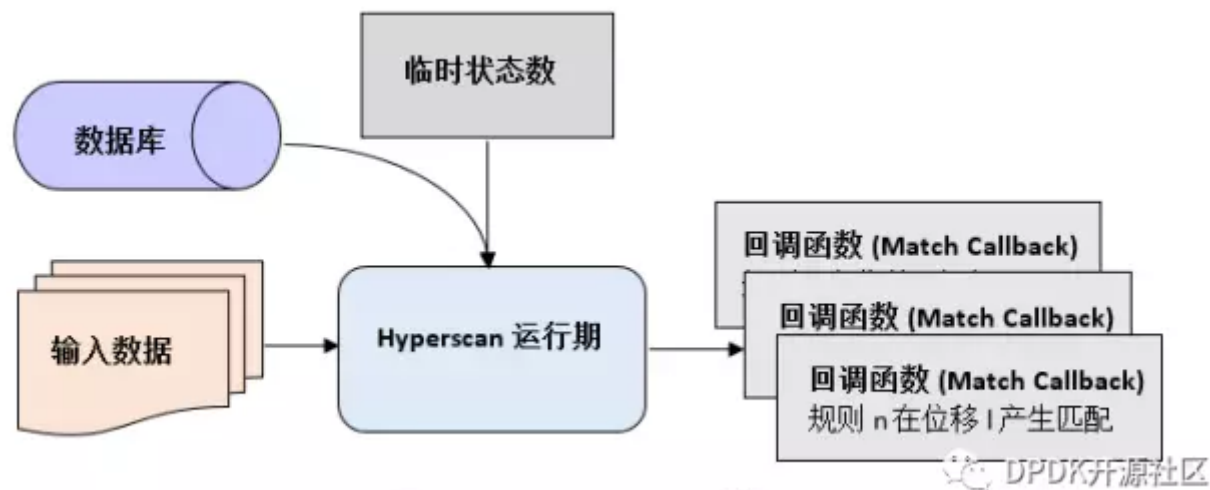 临时状态数
数据库
输入数据
Hyperscan 运行期
回调函数 (Match Callback)
回调函数 (Match Callback)
回调函数 (Match Callback)
规则 n 在位移 l 产生匹配
DPDK开源社区